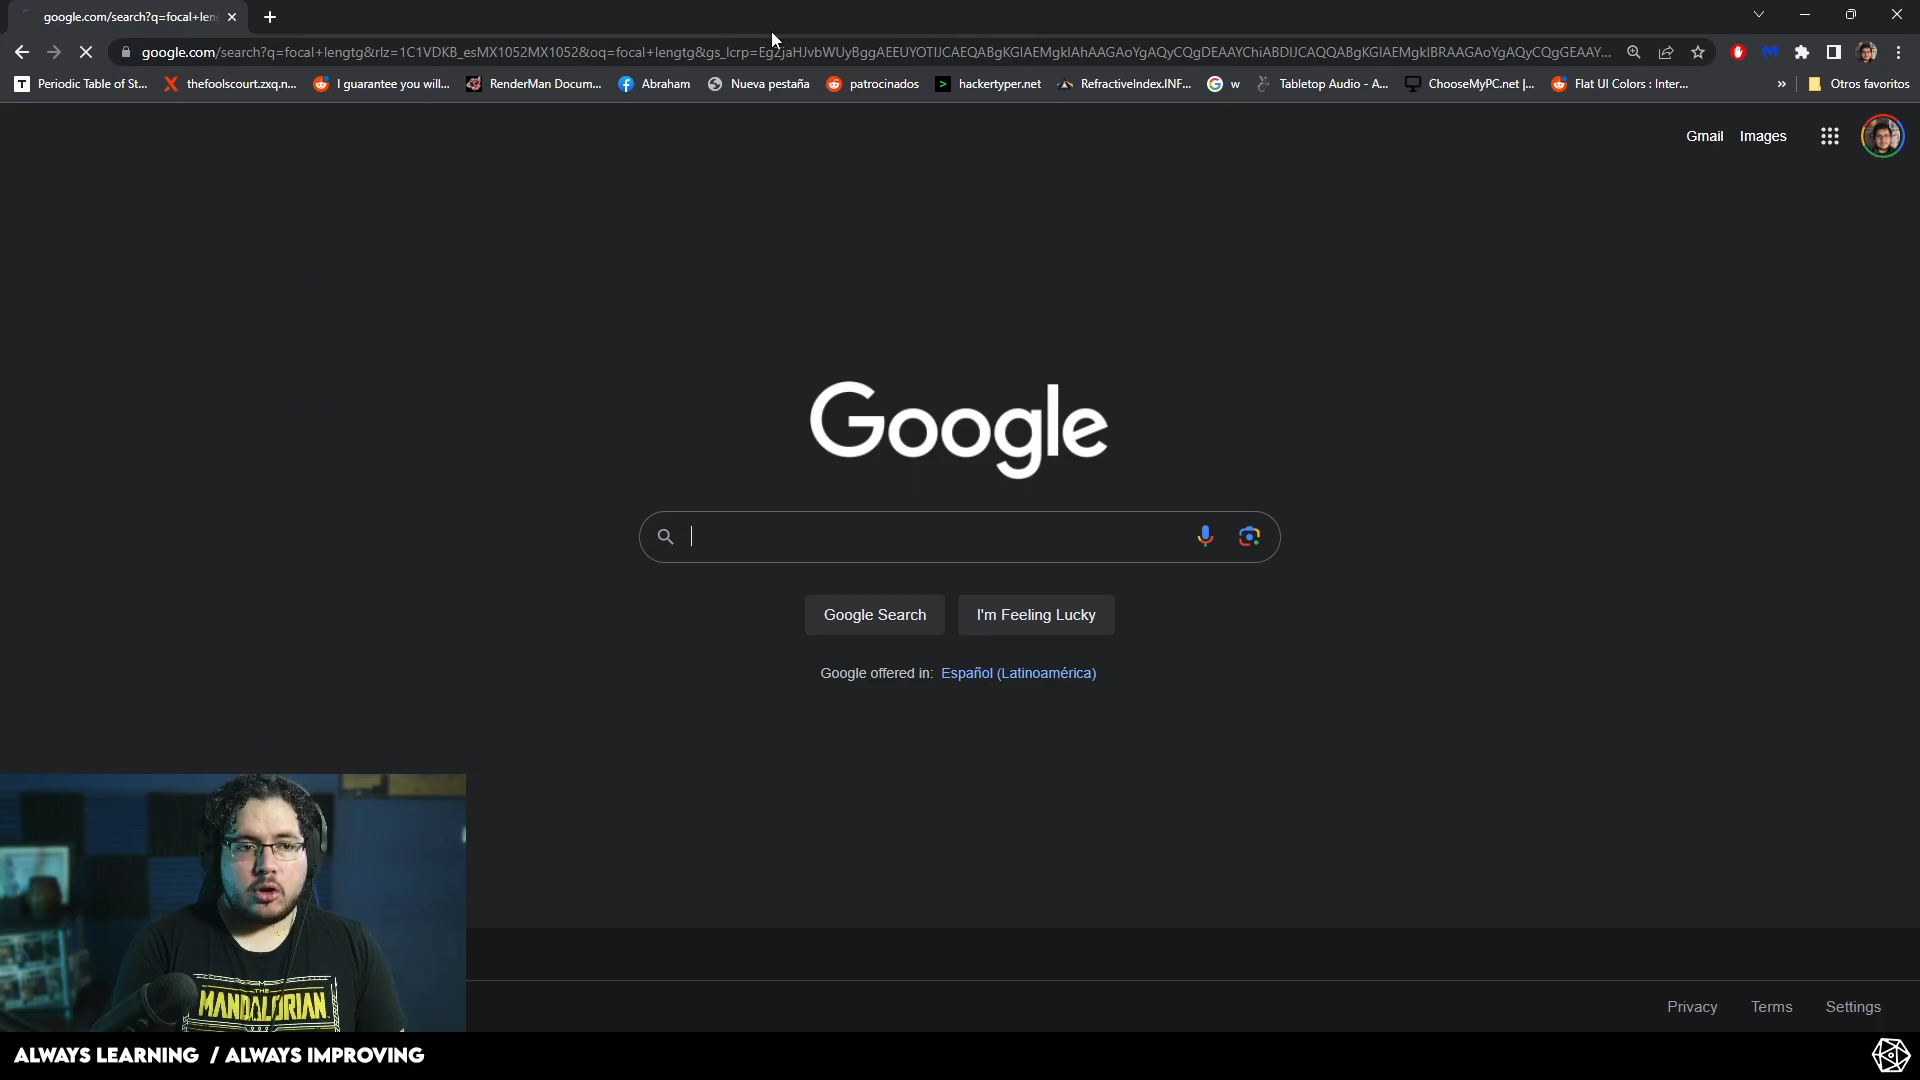 google.com/search?q=focal+len
google.com/search?q=focal+lengtg&rlz=1C1VDKB_esMX1052MX1052&oq=focal+lengtg&gs_lcrp=
Periodic Table of St...
thefoolscourt.zxq.n...
I guarantee you will...
RenderMan Docum...
Abraham
Nueva pestaña
patrocinados
hackertyper.net
RefractiveIndex.INF...
w
Tabletop Audio - A...
ChooseMyPC.net |...
Flat UI Colors : Inter...
»
Otros favoritos
Gmail
Images
Google
Google Search
I'm Feeling Lucky
Google offered in: Español (Latinoamérica)
THE
MANDALORIAN
Privacy
Terms
Settings
ALWAYS LEARNING / ALWAYS IMPROVING